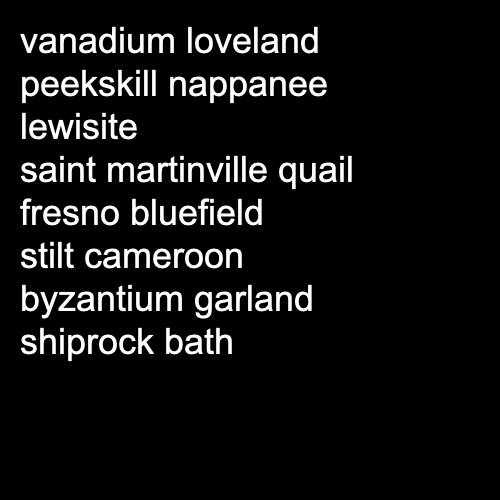 vanadium loveland
peekskill nappanee
lewisite
saint martinville quail
fresno bluefield
stilt cameroon
byzantium garland
shiprock bath